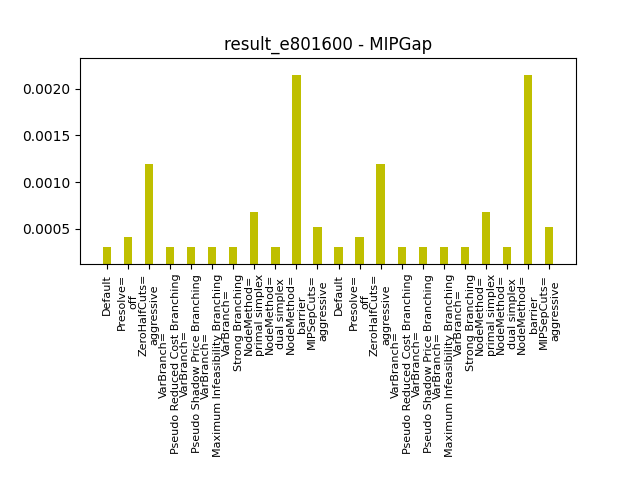 result_e801600 - MIPGap
0.0020
0.0015
0.0010
0.0005
Default
Presolve=
off
ZeroHalfCuts=
aggressive
VarBranch=
Pseudo Reduced Cost Branching
VarBranch=
Pseudo Shadow Price Branching
VarBranch=
Maximum Infeasibility Branching
VarBranch=
Strong Branching
NodeMethod=
primal simplex
NodeMethod=
dual simplex
NodeMethod=
barrier
MIPSepCuts=
aggressive
Default
Presolve=
off
ZeroHalfCuts=
aggressive
VarBranch=
Pseudo Reduced Cost Branching
VarBranch=
Pseudo Shadow Price Branching
VarBranch=
Maximum Infeasibility Branching
VarBranch=
Strong Branching
NodeMethod=
primal simplex
NodeMethod=
dual simplex
NodeMethod=
barrier
MIPSepCuts=
aggressive